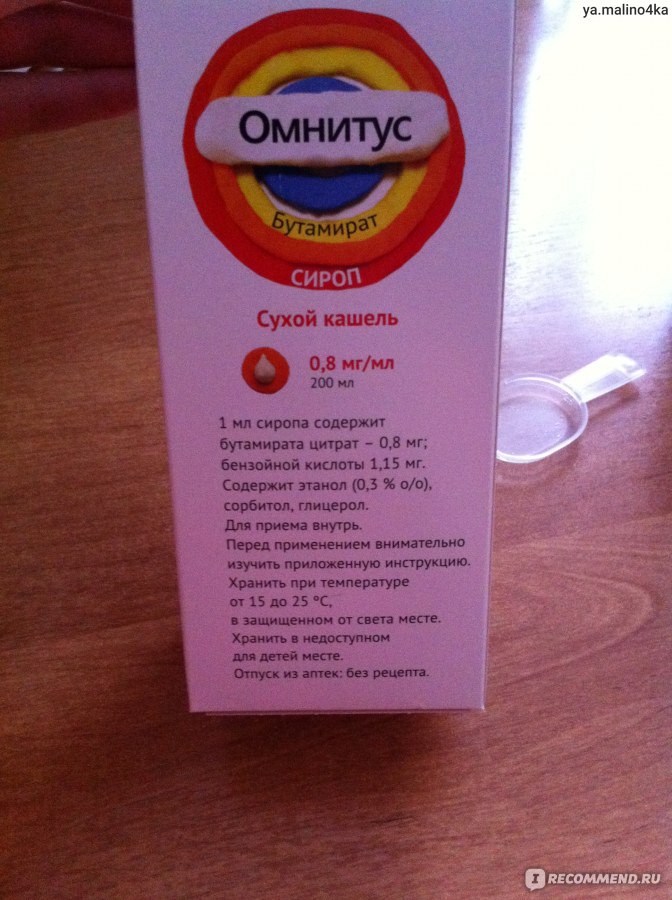 ya.malino4ka
Омнитус
Бутамират
СИРОП
Сухой кашель
0,8 мг/мл
200 мл
1 мл сиропа содержит
бутамирата цитрат – 0,8 мг;
бензойной кислоты 1,15 мг.
Содержит этанол (0,3 % о/о),
сорбитол, глицерол.
Для приема внутрь.
Перед применением внимательно
изучить приложенную инструкцию.
Хранить при температуре
от 15 до 25 °C,
в защищенном от света месте.
Хранить в недоступном
для детей месте.
Отпуск из аптек: без рецепта.
I RECOMMEND.RU